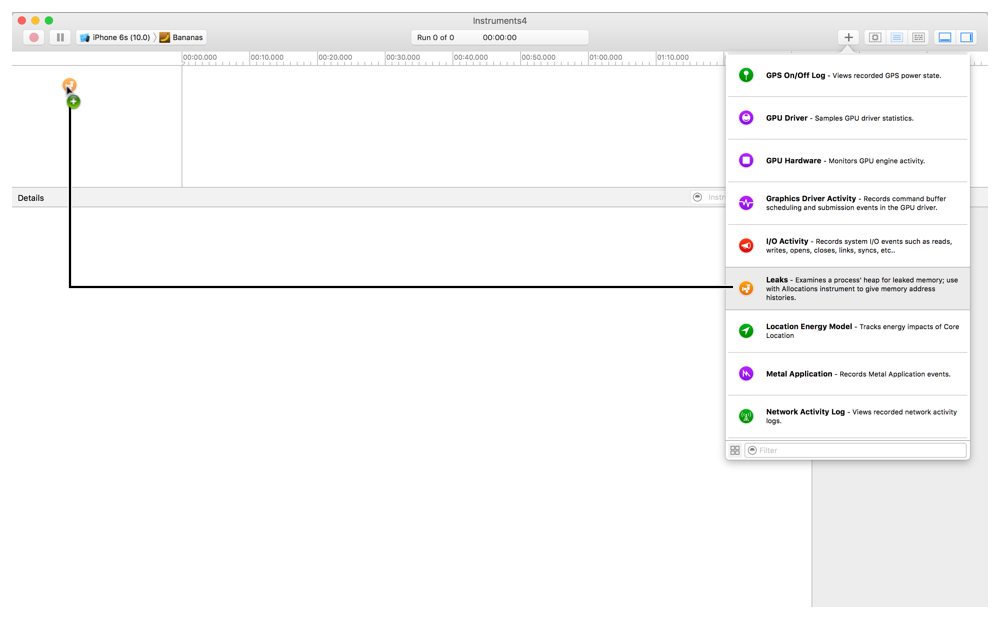 Instruments4
iPhone 6s (10.0) Bananas
Run 0 of 0 00:00:00
00:00.000 00:10.000 00:20.000 00:30.000 00:40.000 00:50.000 01:00.000 01:10.000
Details
GPS On/Off Log - Views recorded GPS power state.
GPU Driver - Samples GPU driver statistics.
GPU Hardware - Monitors GPU engine activity.
Graphics Driver Activity - Records command buffer
scheduling and submission events in the GPU driver.
I/O Activity - Records system I/O events such as reads,
writes, opens, closes, links, syncs, etc..
Leaks - Examines a process' heap for leaked memory; use
with Allocations instrument to give memory address
histories.
Location Energy Model - Tracks energy impacts of Core
Location
Metal Application - Records Metal Application events.
Network Activity Log - Views recorded network activity
logs.
Filter